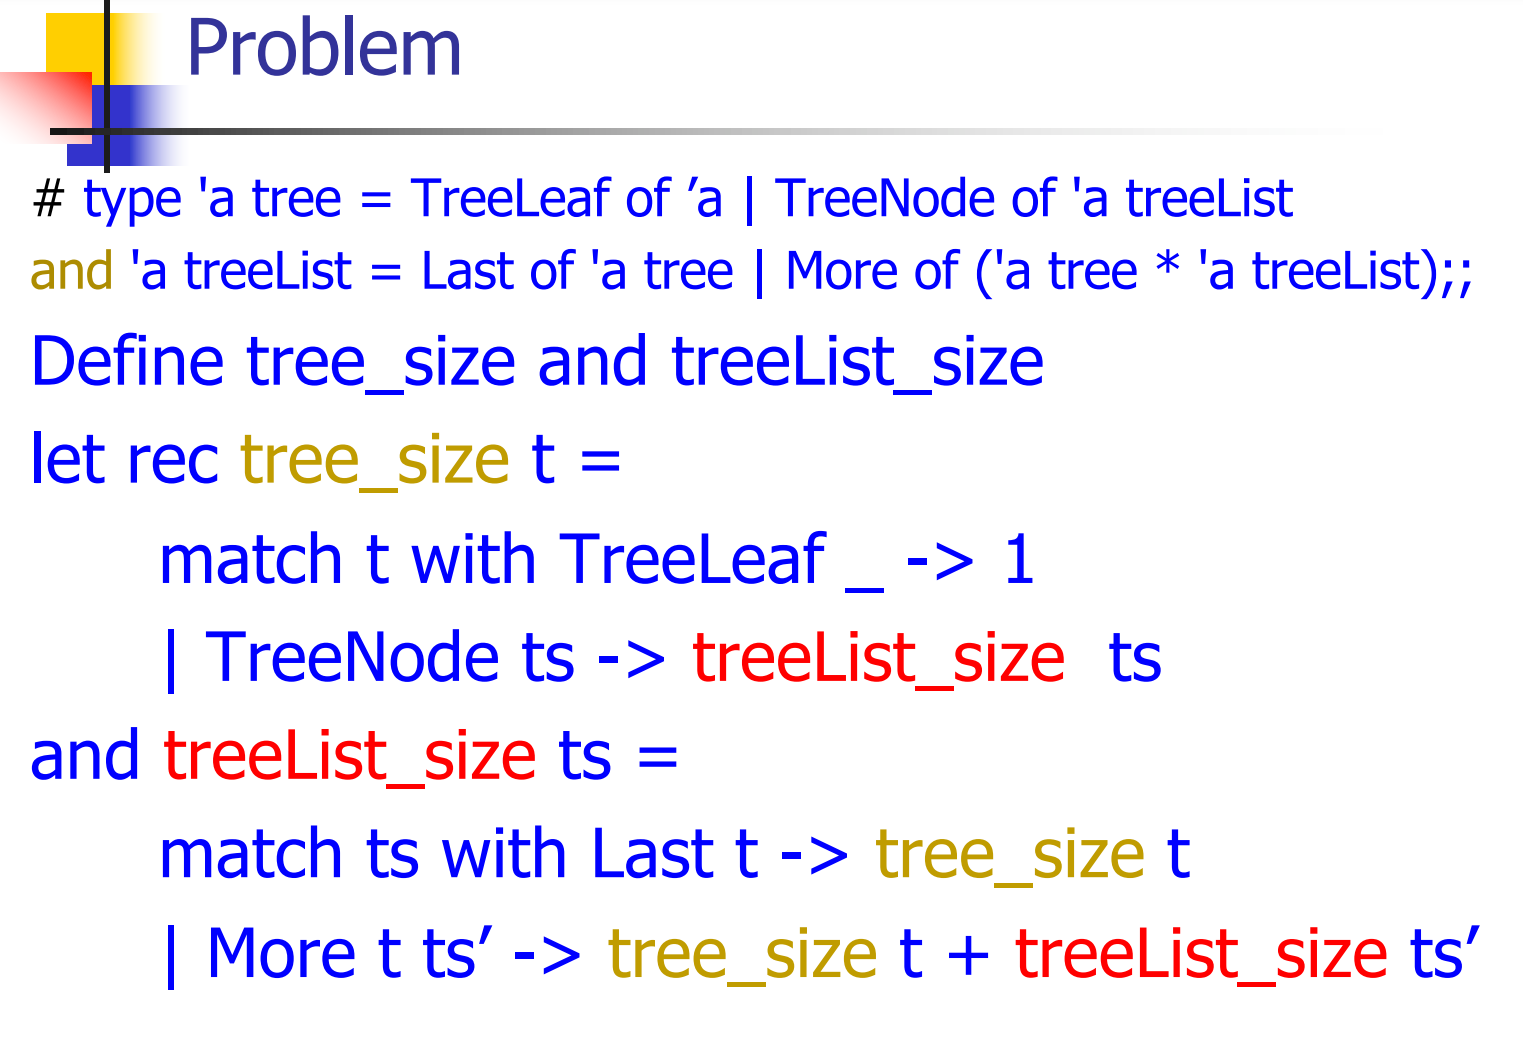 Problem
# type 'a tree = TreeLeaf of ’a | TreeNode of 'a treeList
and 'a treeList = Last of 'a tree | More of ('a tree * 'a treeList);;
Define tree_size and treeList_size
let rec tree_size t =
match t with TreeLeaf _ -> 1
| TreeNode ts -> treeList_size ts
and treeList_size ts =
match ts with Last t -> tree_size t
| More t ts’ -> tree_size t + treeList_size ts’